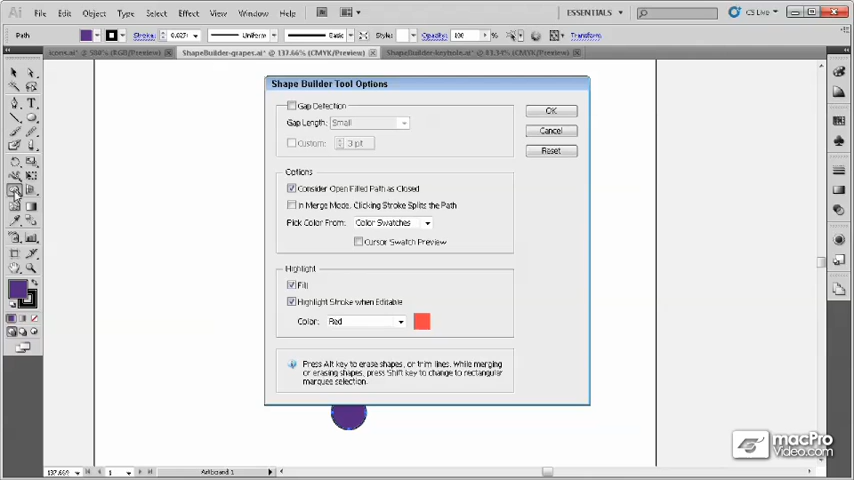 Ai File Edit Object Type Select Effect View Window Help
ESSENTIALS
CS Live
Path
Stroke:
Uniform
Basic
Style:
Opacity: 100 %
Transform
icons.ai* @ 580% (RGB/Preview)
ShapeBuilder-grapes.ai* @ 137.66% (CMYK/Preview)
Shape Builder Tool Options
Gap Detection
OK
Gap Length: Small
Cancel
Custom: 3 pt
Reset
Options
Consider Open Filled Path as Closed
In Merge Mode, Clicking Stroke Splits the Path
Pick Color From: Color Swatches
Cursor Swatch Preview
Highlight
Fill
Highlight Stroke when Editable
Color: Red
Press Alt key to erase shapes, or trim lines. While merging
or erasing shapes, press Shift key to change to rectangular
marquee selection.
macPro
Video.com
1
Artboard 1